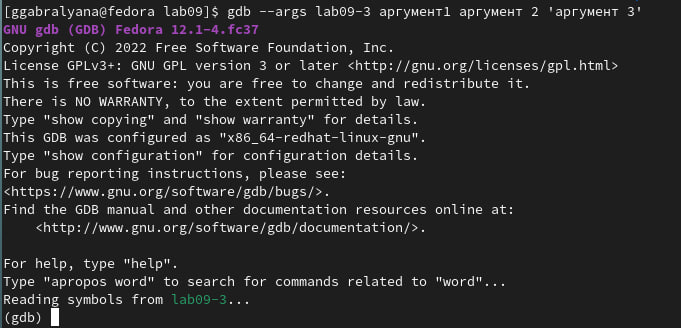 [ggabralyana@fedora lab09]$ gdb --args lab09-3 аргумент1 аргумент 2 'аргумент 3'
GNU gdb (GDB) Fedora 12.1-4.fc37
Copyright (C) 2022 Free Software Foundation, Inc.
License GPLv3+: GNU GPL version 3 or later <http://gnu.org/licenses/gpl.html>
This is free software: you are free to change and redistribute it.
There is NO WARRANTY, to the extent permitted by law.
Type "show copying" and "show warranty" for details.
This GDB was configured as "x86_64-redhat-linux-gnu".
Type "show configuration" for configuration details.
For bug reporting instructions, please see:
<https://www.gnu.org/software/gdb/bugs/>.
Find the GDB manual and other documentation resources online at:
    <http://www.gnu.org/software/gdb/documentation/>.

For help, type "help".
Type "apropos word" to search for commands related to "word"...
Reading symbols from lab09-3...
(gdb)